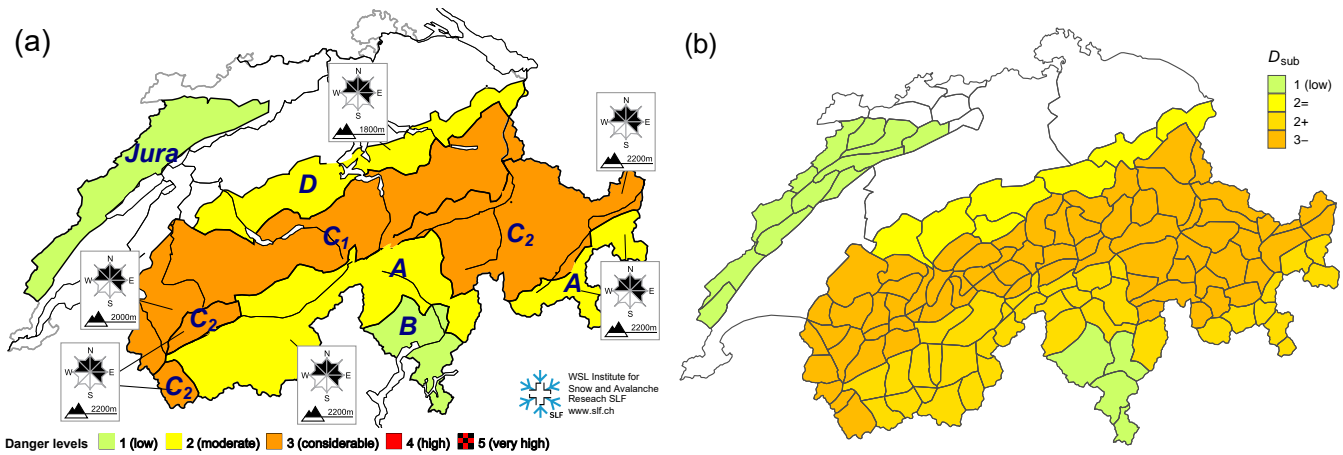 (a)
Jura
D
C1
C2
A
A
B
C2
C2
N
W E
S
1800m
N
W E
S
2200m
N
W E
S
2000m
N
W E
S
2200m
N
W E
S
2200m
N
W E
S
2200m
SLF
WSL Institute for
Snow and Avalanche
Reseach SLF
www.slf.ch
Danger levels 1 (low) 2 (moderate) 3 (considerable) 4 (high) 5 (very high)
(b)
Dsub
1 (low)
2=
2+
3−